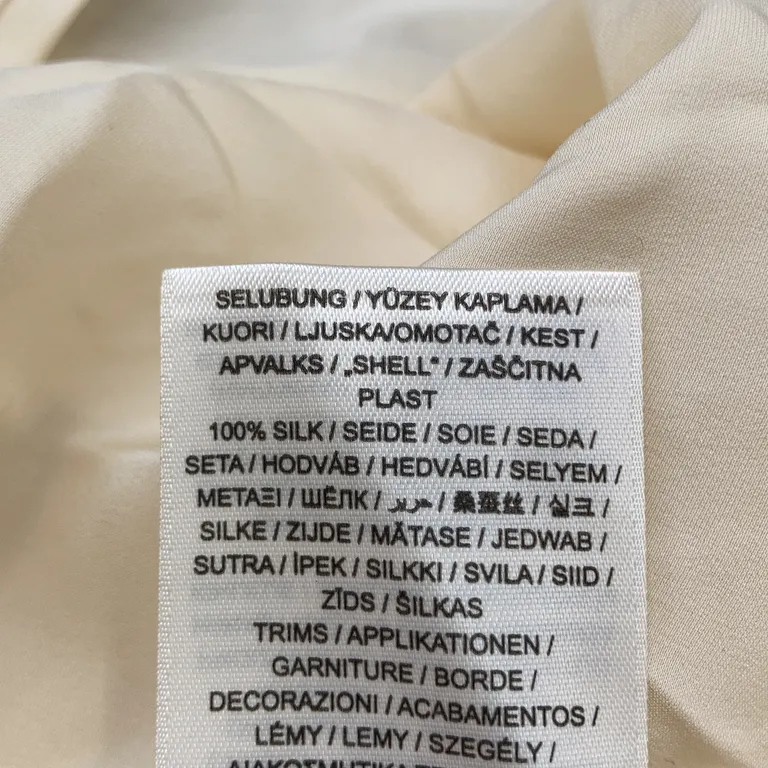 SELUBUNG / YÜZEY KAPLAMA /
KUORI / LJUSKA/OMOTAČ / KEST /
APVALKS / „SHELL“ / ZAŠČITNA
PLAST
100% SILK / SEIDE / SOIE / SEDA /
SETA / HODVÁB / HEDVÁBÍ / SELYEM /
ΜΕΤΑΞΙ / ШЁЛК / حرير / 桑蚕丝 / 실크 /
SILKE / ZIJDE / MĂTASE / JEDWAB /
SUTRA / İPEK / SILKKI / SVILA / SIID /
ZĪDS / ŠILKAS
TRIMS / APPLIKATIONEN /
GARNITURE / BORDE /
DECORAZIONI / ACABAMENTOS /
LÉMY / LEMY / SZEGÉLY /